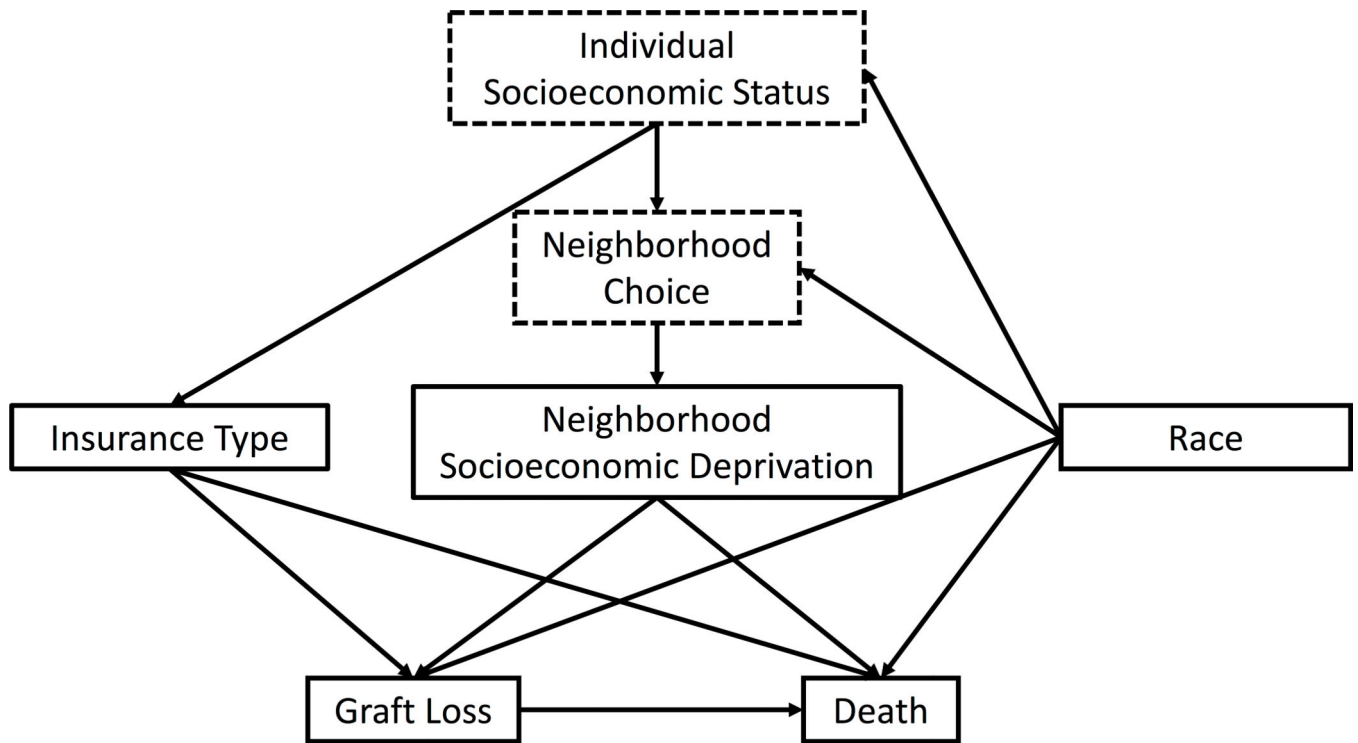 Individual
Socioeconomic Status
Neighborhood
Choice
Insurance Type
Neighborhood
Socioeconomic Deprivation
Race
Graft Loss
Death